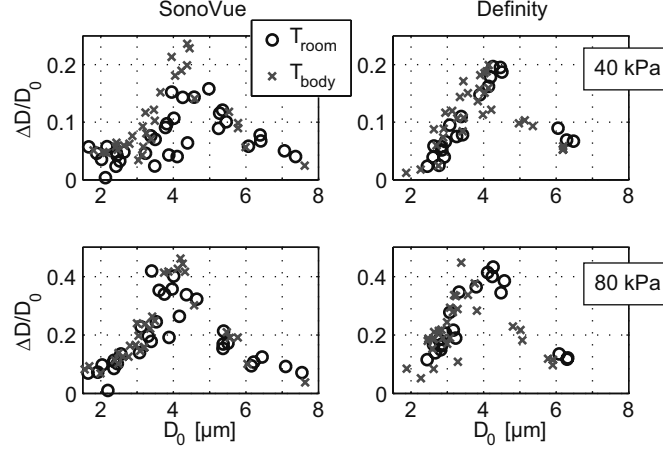 SonoVue
Definity
T_room
T_body
40 kPa
ΔD/D_0
0.2
0.1
0
2 4 6 8
0.2
0.1
0
2 4 6 8
80 kPa
ΔD/D_0
0.4
0.2
0
2 4 6 8
D_0 [µm]
0.4
0.2
0
2 4 6 8
D_0 [µm]